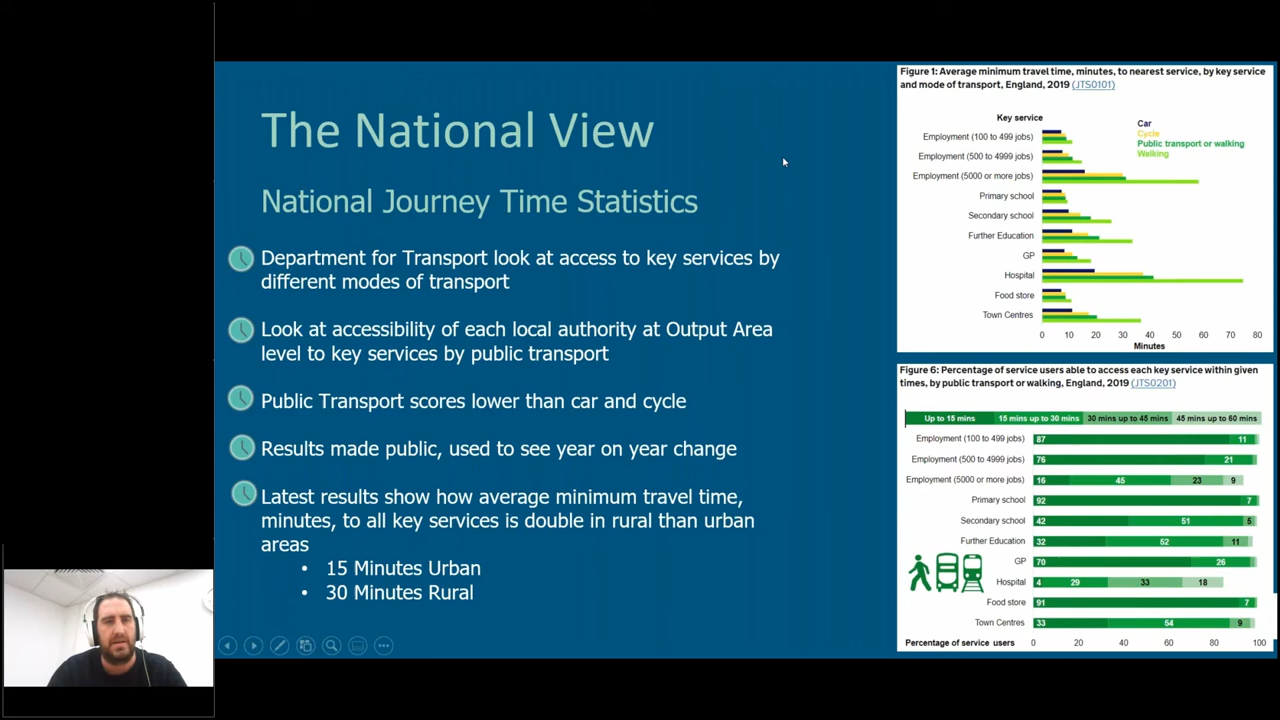 The National View
National Journey Time Statistics
Department for Transport look at access to key services by
different modes of transport
Look at accessibility of each local authority at Output Area
level to key services by public transport
Public Transport scores lower than car and cycle
Results made public, used to see year on year change
Latest results show how average minimum travel time,
minutes, to all key services is double in rural than urban
areas
• 15 Minutes Urban
• 30 Minutes Rural
Figure 1: Average minimum travel time, minutes, to nearest service, by key service
and mode of transport, England, 2019 (JTS0101)
Key service
Car
Cycle
Public transport or walking
Walking
Employment (100 to 499 jobs)
Employment (500 to 4999 jobs)
Employment (5000 or more jobs)
Primary school
Secondary school
Further Education
GP
Hospital
Food store
Town Centres
0 10 20 30 40 50 60 70 80
Minutes
Figure 6: Percentage of service users able to access each key service within given
times, by public transport or walking, England, 2019 (JTS0201)
Up to 15 mins 15 mins up to 30 mins 30 mins up to 45 mins 45 mins up to 60 mins
Employment (100 to 499 jobs) 87 11
Employment (500 to 4999 jobs) 76 21
Employment (5000 or more jobs) 16 45 23 9
Primary school 92 7
Secondary school 42 51 5
Further Education 32 52 11
GP 70 26
Hospital 4 29 33 18
Food store 91 7
Town Centres 33 54 9
Percentage of service users 0 20 40 60 80 100